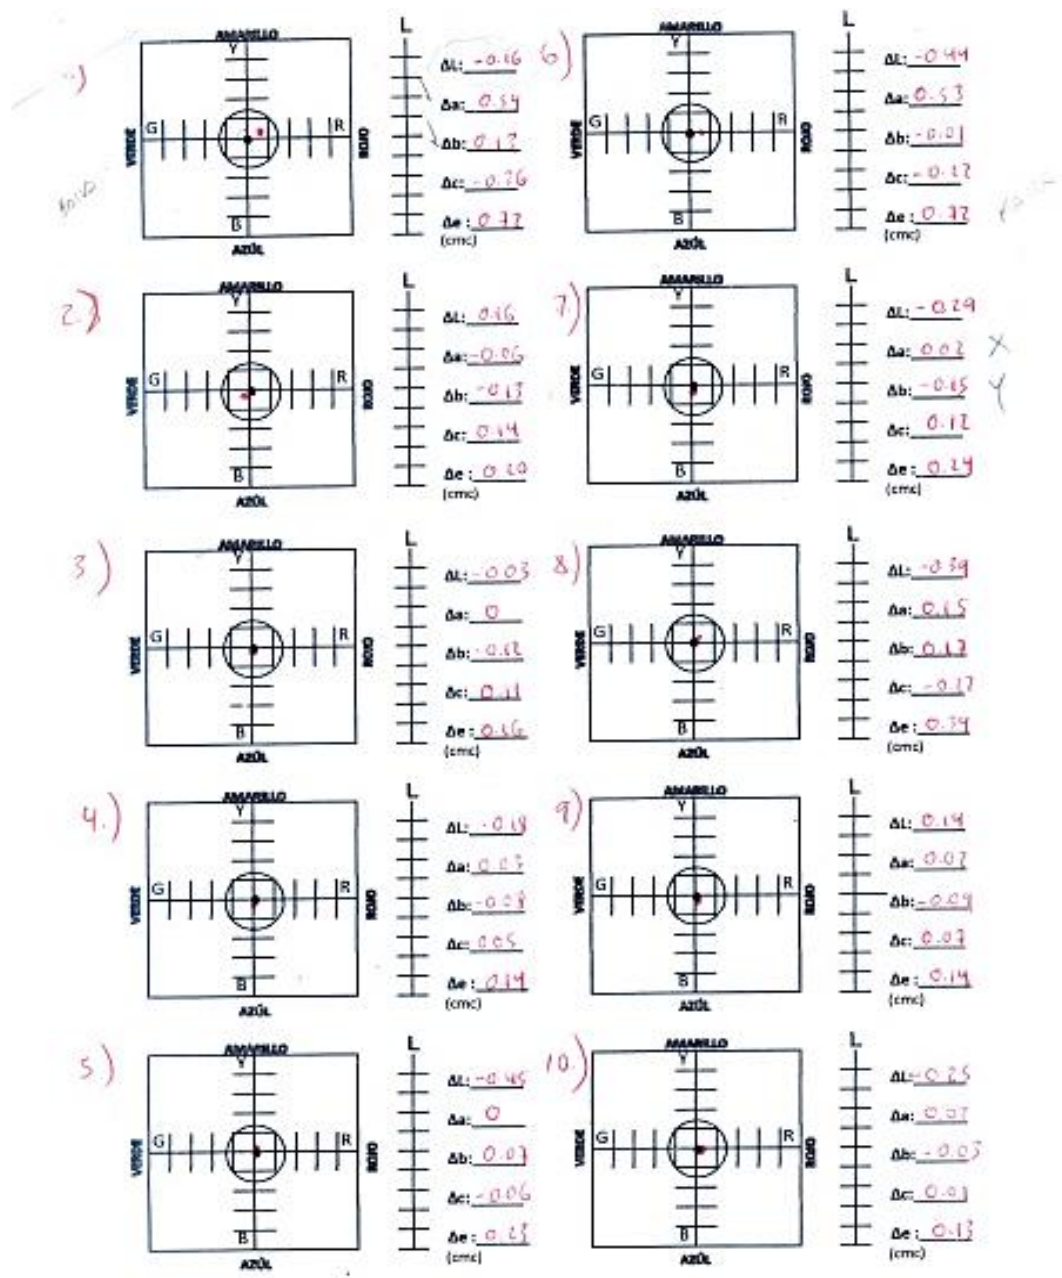 1)
AMARILLO
Y
G
R
VERDE
ROJO
B
AZÚL
L
ΔL: -0.16
Δa: 0.54
Δb: 0.12
Δc: -0.26
Δe: 0.72
(cmc)
6)
AMARILLO
Y
G
R
VERDE
ROJO
B
AZÚL
L
ΔL: -0.44
Δa: 0.53
Δb: -0.01
Δc: -0.12
Δe: 0.72
(cmc)
2.)
AMARILLO
Y
G
R
VERDE
ROJO
B
AZÚL
L
ΔL: 0.16
Δa: -0.06
Δb: -0.13
Δc: 0.14
Δe: 0.20
(cmc)
7.)
AMARILLO
Y
G
R
VERDE
ROJO
B
AZÚL
L
ΔL: -0.29
Δa: 0.02 X
Δb: -0.15 Y
Δc: 0.12
Δe: 0.24
(cmc)
3.)
AMARILLO
Y
G
R
VERDE
ROJO
B
AZÚL
L
ΔL: -0.03
Δa: 0
Δb: -0.12
Δc: 0.11
Δe: 0.16
(cmc)
8)
AMARILLO
Y
G
R
VERDE
ROJO
B
AZÚL
L
ΔL: -0.39
Δa: 0.15
Δb: 0.17
Δc: -0.17
Δe: 0.34
(cmc)
4.)
AMARILLO
Y
G
R
VERDE
ROJO
B
AZÚL
L
ΔL: -0.18
Δa: 0.03
Δb: -0.08
Δc: 0.05
Δe: 0.14
(cmc)
9)
AMARILLO
Y
G
R
VERDE
ROJO
B
AZÚL
L
ΔL: 0.14
Δa: 0.02
Δb: -0.09
Δc: 0.07
Δe: 0.14
(cmc)
5.)
AMARILLO
Y
G
R
VERDE
ROJO
B
AZÚL
L
ΔL: -0.45
Δa: 0
Δb: 0.07
Δc: -0.06
Δe: 0.23
(cmc)
10.)
AMARILLO
Y
G
R
VERDE
ROJO
B
AZÚL
L
ΔL: -0.25
Δa: 0.07
Δb: -0.03
Δc: 0.01
Δe: 0.13
(cmc)